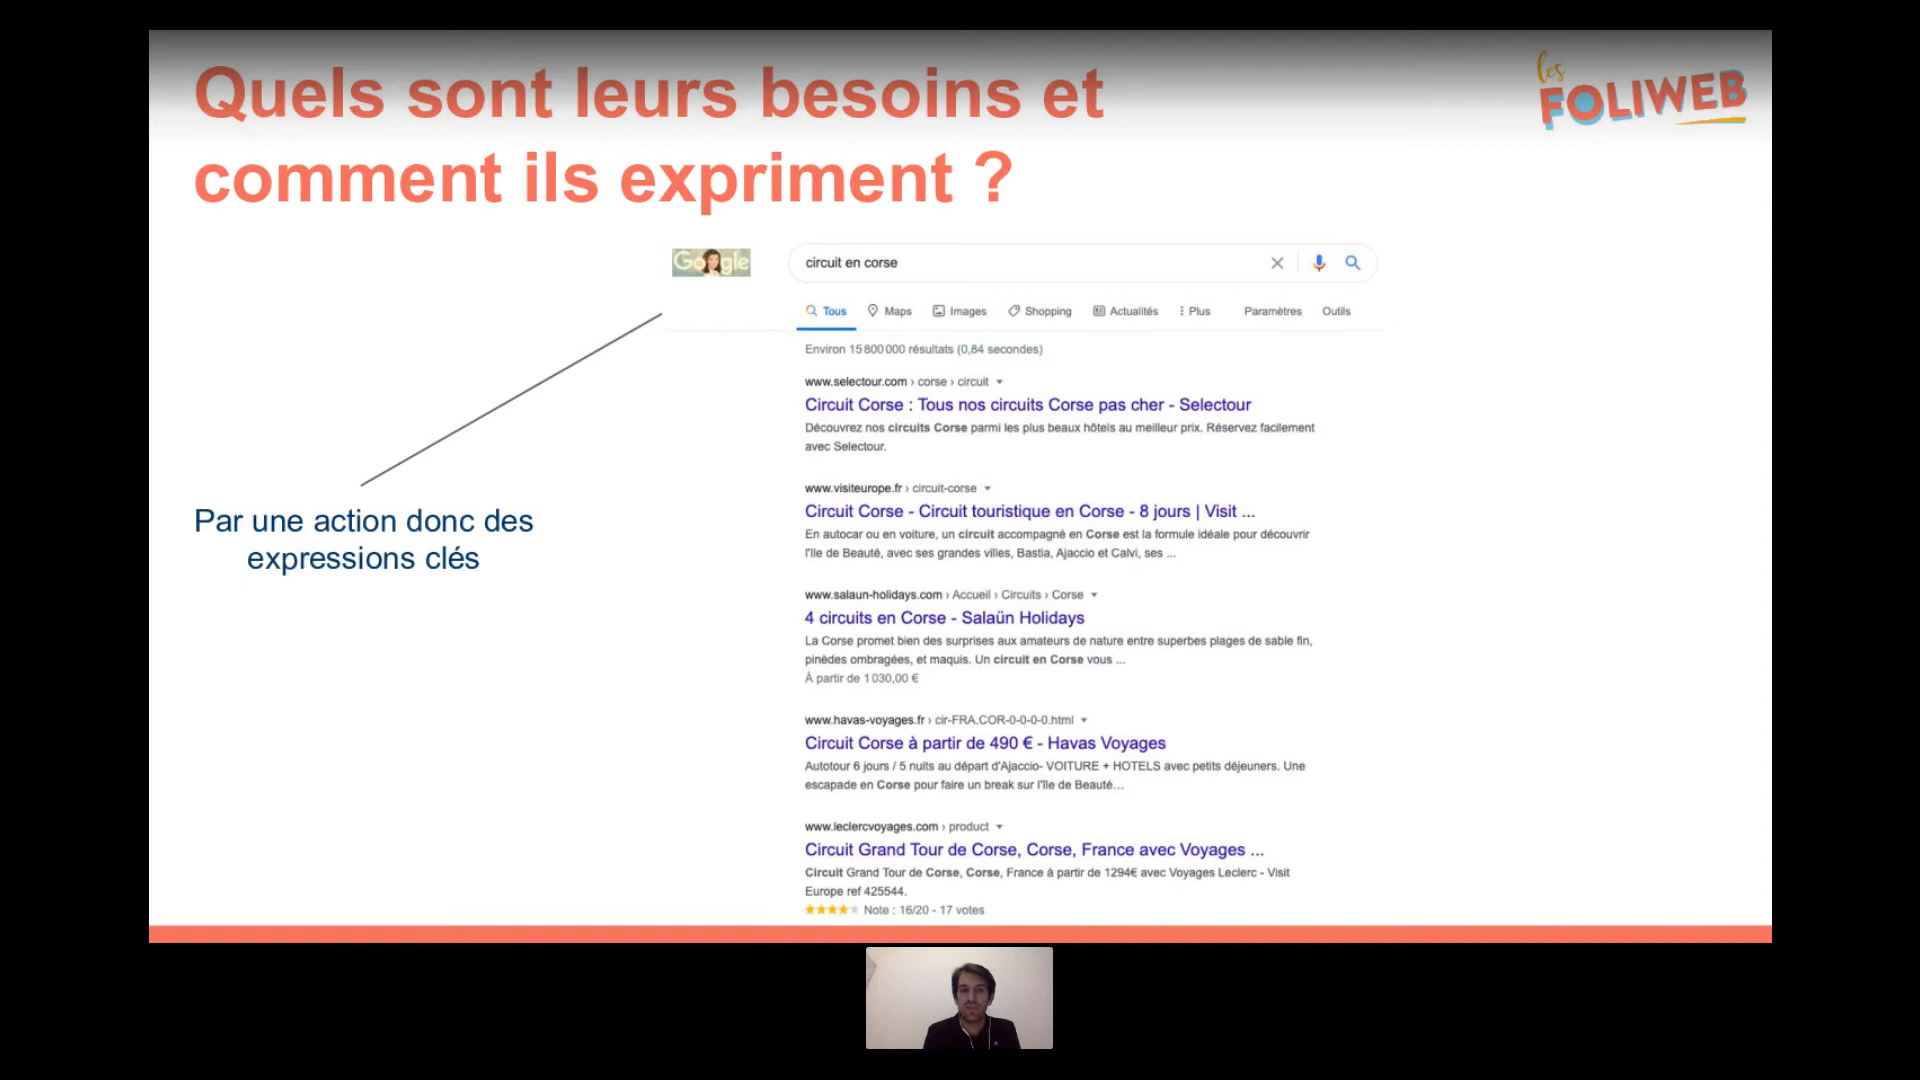 Quels sont leurs besoins et
comment ils expriment ?
les
FOLIWEB
Google
circuit en corse
Tous Maps Images Shopping Actualités Plus Paramètres Outils
Environ 15 800 000 résultats (0,84 secondes)
www.selectour.com › corse › circuit
Circuit Corse : Tous nos circuits Corse pas cher - Selectour
Découvrez nos circuits Corse parmi les plus beaux hôtels au meilleur prix. Réservez facilement
avec Selectour.
www.visiteurope.fr › circuit-corse
Circuit Corse - Circuit touristique en Corse - 8 jours | Visit ...
En autocar ou en voiture, un circuit accompagné en Corse est la formule idéale pour découvrir
l'Ile de Beauté, avec ses grandes villes, Bastia, Ajaccio et Calvi, ses ...
www.salaun-holidays.com › Accueil › Circuits › Corse
4 circuits en Corse - Salaün Holidays
La Corse promet bien des surprises aux amateurs de nature entre superbes plages de sable fin,
pinèdes ombragées, et maquis. Un circuit en Corse vous ...
À partir de 1 030,00 €
www.havas-voyages.fr › cir-FRA.COR-0-0-0-0.html
Circuit Corse à partir de 490 € - Havas Voyages
Autotour 6 jours / 5 nuits au départ d'Ajaccio- VOITURE + HOTELS avec petits déjeuners. Une
escapade en Corse pour faire un break sur l'île de Beauté...
www.leclercvoyages.com › product
Circuit Grand Tour de Corse, Corse, France avec Voyages ...
Circuit Grand Tour de Corse, Corse, France à partir de 1294€ avec Voyages Leclerc - Visit
Europe ref 425544.
Note : 16/20 - 17 votes
Par une action donc des
expressions clés